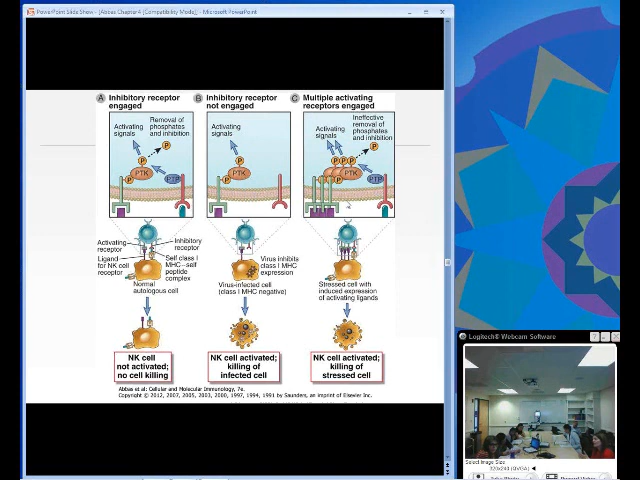 PowerPoint Slide Show - [Abbas Chapter 4 [Compatibility Mode] - Microsoft PowerPoint
A Inhibitory receptor
engaged
B Inhibitory receptor
not engaged
C Multiple activating
receptors engaged
Activating
signals
Removal of
phosphates
and inhibition
P
P
PTK
P
PTP
Activating
signals
P
PTK
P
Activating
signals
Ineffective
removal of
phosphates
and inhibition
P
P P P
PTK
P P
Activating
receptor
Inhibitory
receptor
Ligand
for NK cell
receptor
Self class I
MHC–self
peptide
complex
Normal
autologous cell
Virus inhibits
class I MHC
expression
Virus-infected cell
(class I MHC negative)
Stressed cell with
induced expression
of activating ligands
NK cell
not activated;
no cell killing
NK cell activated;
killing of
infected cell
NK cell activated;
killing of
stressed cell
Abbas et al: Cellular and Molecular Immunology, 7e.
Copyright © 2012, 2007, 2005, 2003, 2000, 1997, 1994, 1991 by Saunders, an imprint of Elsevier Inc.
Logitech® Webcam Software
Select Image Size
320x240 (QVGA)